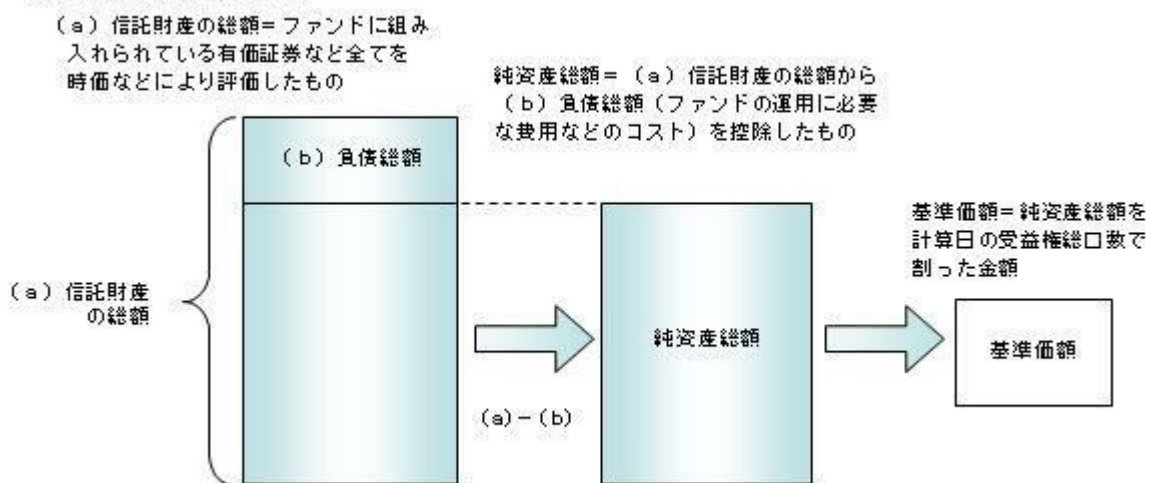 (a)信託財産の総額=ファンドに組み
入れられている有価証券など全てを
時価などにより評価したもの
純資産総額=(a)信託財産の総額から
(b)負債総額(ファンドの運用に必要
な費用などのコスト)を控除したもの
(b)負債総額
基準価額=純資産総額を
計算日の受益権総口数で
割った金額
(a)信託財産
の総額
純資産総額
基準価額
(a)-(b)